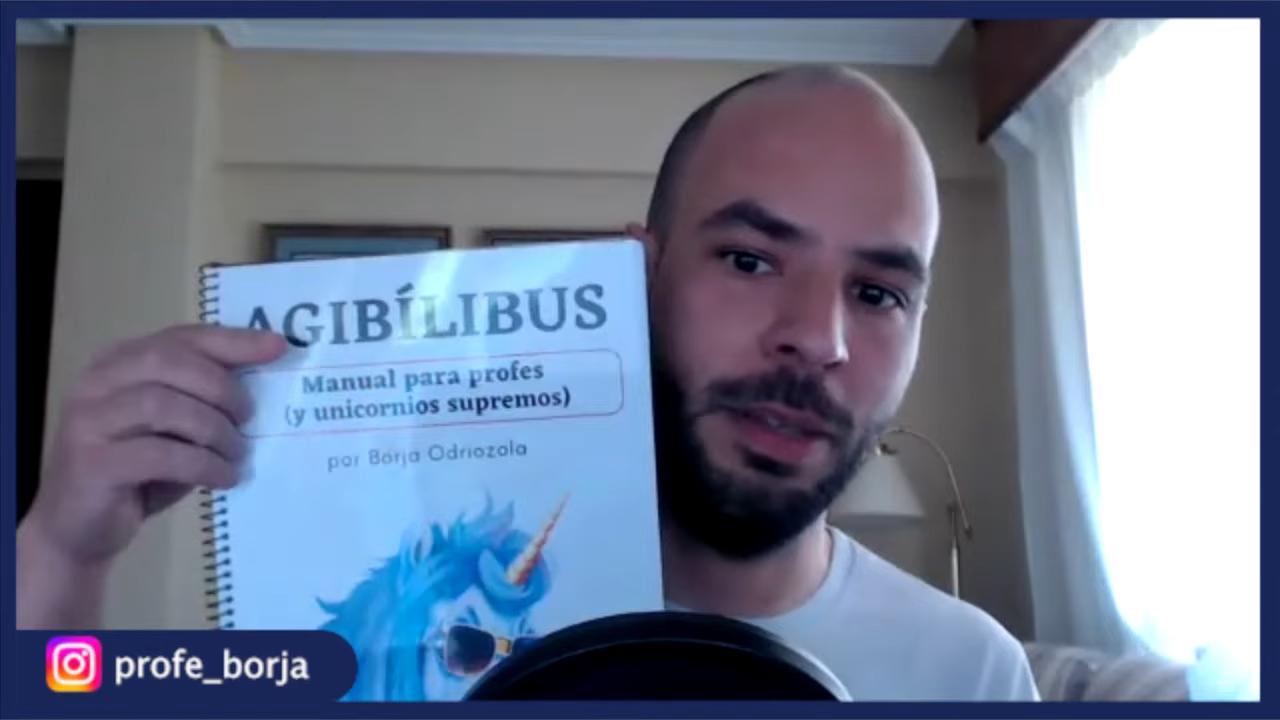 AGIBÍLIBUS
Manual para profes
(y unicornios supremos)
por Borja Odriozola
profe_borja